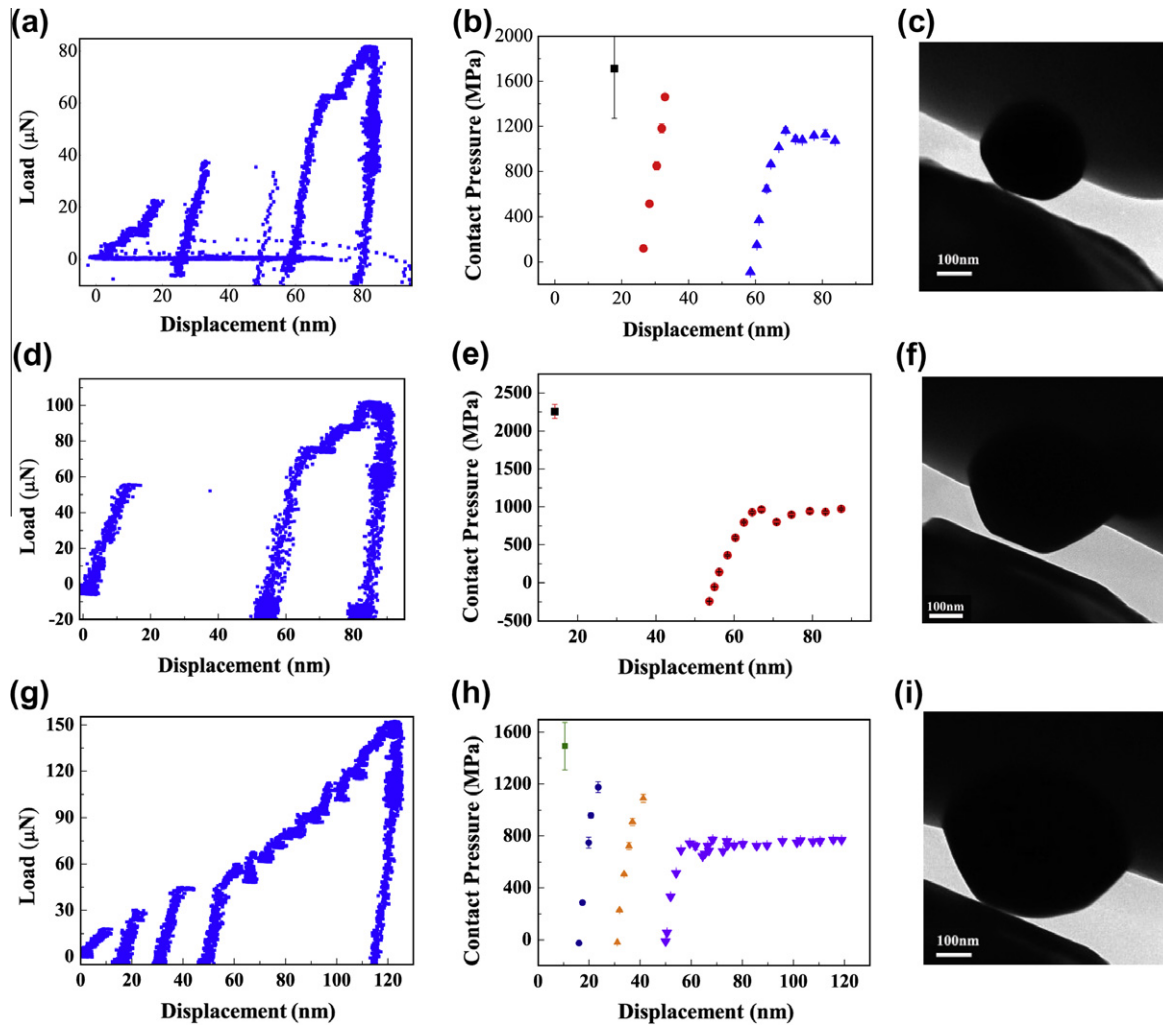 (a)
80
60
40
20
0
0 20 40 60 80
Load (μN)
Displacement (nm)
(b)
2000
1600
1200
800
400
0
0 20 40 60 80
Contact Pressure (MPa)
Displacement (nm)
(c)
100nm
(d)
100
80
60
40
20
0
-20
0 20 40 60 80
Load (μN)
Displacement (nm)
(e)
2500
2000
1500
1000
500
0
-500
20 40 60 80
Contact Pressure (MPa)
Displacement (nm)
(f)
100nm
(g)
150
120
90
60
30
0
0 20 40 60 80 100 120
Load (μN)
Displacement (nm)
(h)
1600
1200
800
400
0
0 20 40 60 80 100 120
Contact Pressure (MPa)
Displacement (nm)
(i)
100nm